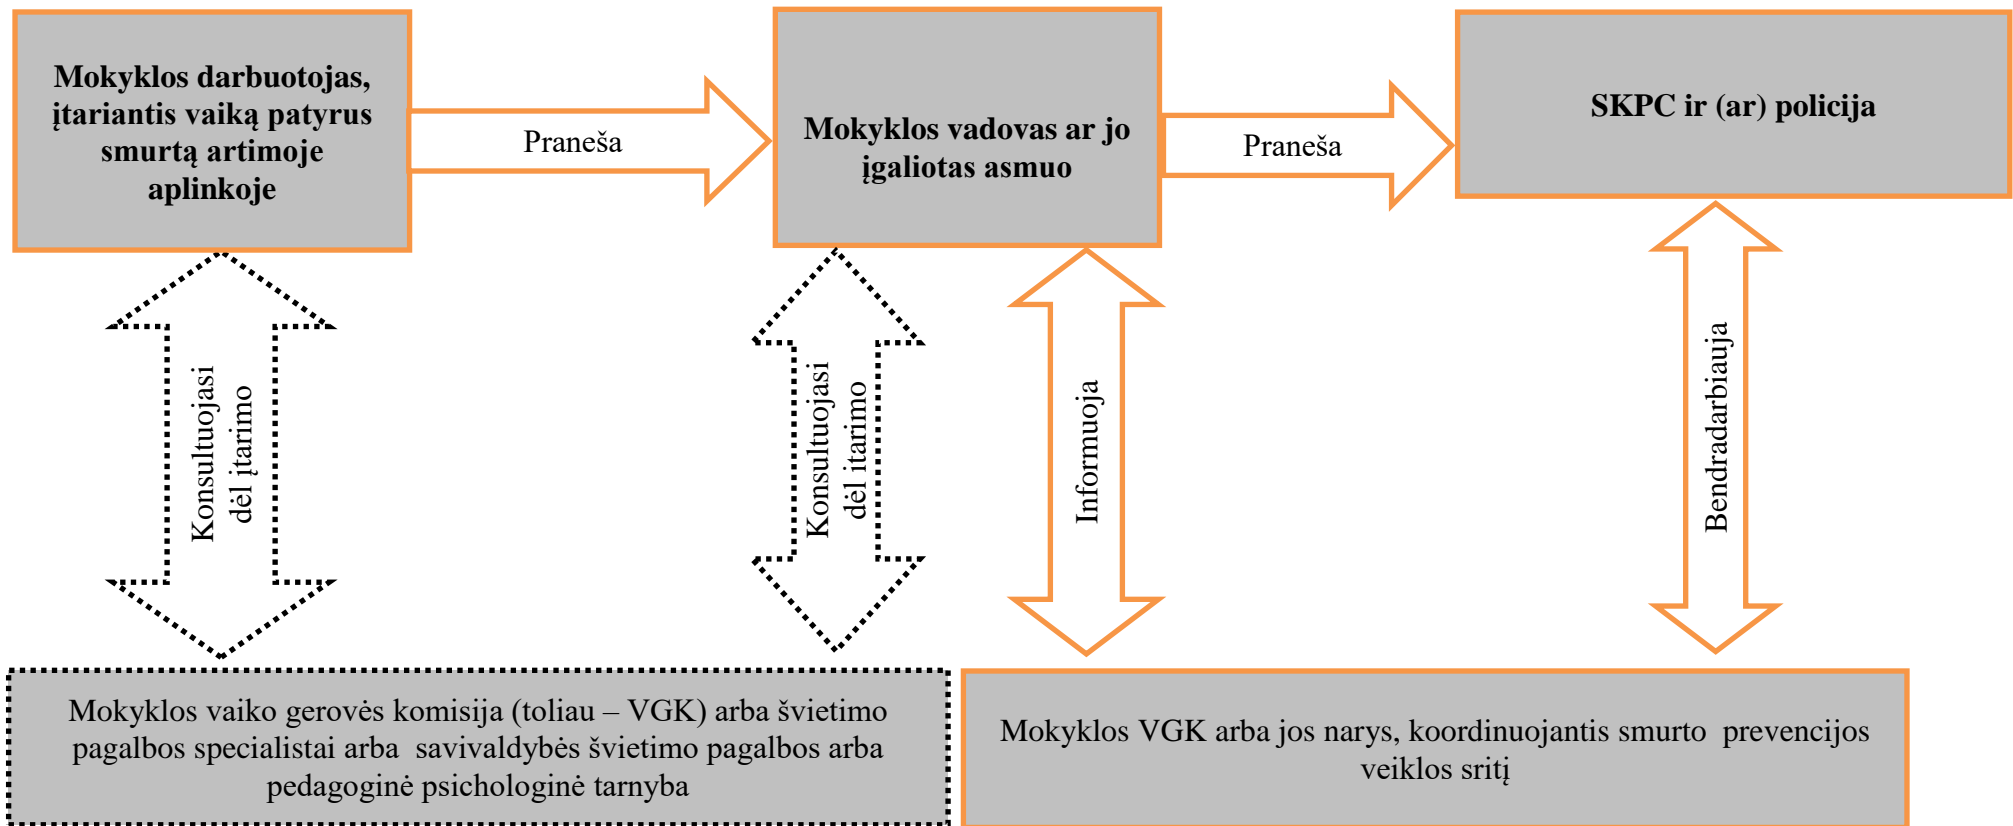 Mokyklos darbuotojas,
įtariantis vaiką patyrus
smurtą artimoje
aplinkoje
Praneša
Mokyklos vadovas ar jo
įgaliotas asmuo
Praneša
SKPC ir (ar) policija
Konsultuojasi
dėl įtarimo
Konsultuojasi
dėl itarimo
Informuoja
Bendradarbiauja
Mokyklos vaiko gerovės komisija (toliau – VGK) arba švietimo
pagalbos specialistai arba savivaldybės švietimo pagalbos arba
pedagoginė psichologinė tarnyba
Mokyklos VGK arba jos narys, koordinuojantis smurto prevencijos
veiklos sritį